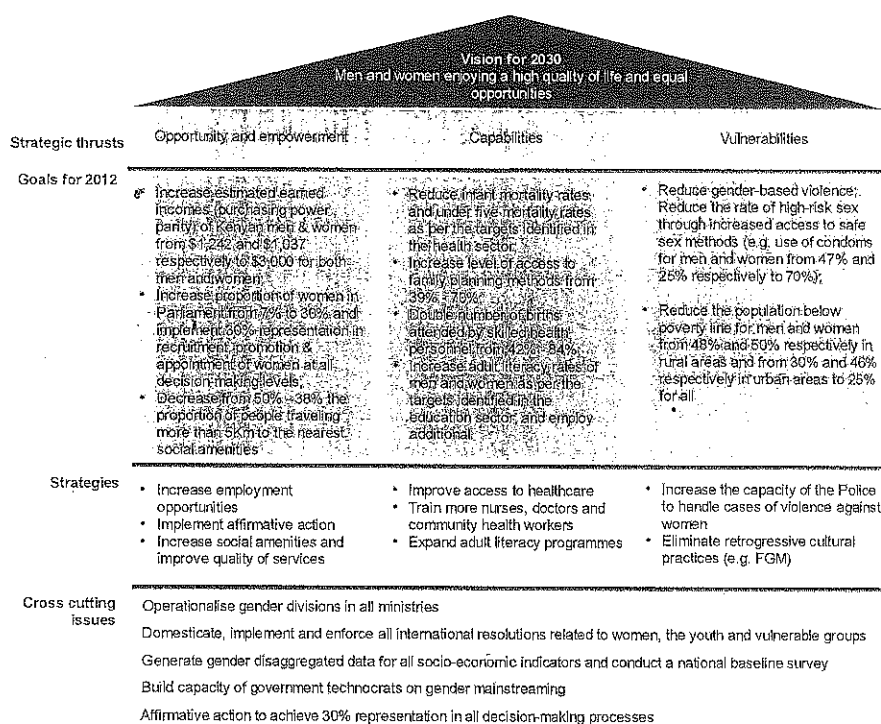 Vision for 2030
Men and women enjoying a high quality of life and equal
opportunities
Strategic thrusts
Opportunity and empowerment
Capabilities
Vulnerabilities
Goals for 2012
• Increase estimated earned
incomes (purchasing power
parity) of Kenyan men & women
from $1,242 and $1,037
respectively to $3,000 for both
men and women;
• Increase proportion of women in
Parliament from 7% to 36% and
implement 30% representation in
recruitment, promotion &
appointment of women at all
decision-making levels;
• Decrease from 50% -38% the
proportion of people traveling
more than 5Km to the nearest
social amenities
• Reduce infant mortality rates
and under five mortality rates
as per the targets identified in
the health sector;
• Increase level of access to
family planning methods from
39% - 70%
• Double number of births
attended by skilled health
personnel from 42% - 84%
• Increase adult literacy rates of
men and women as per the
targets identified in the
education sector, and employ
additional
• Reduce gender-based violence;
Reduce the rate of high-risk sex
through increased access to safe
sex methods (e.g. use of condoms
for men and women from 47% and
25% respectively to 70%);
• Reduce the population below
poverty line for men and women
from 48% and 50% respectively in
rural areas and from 30% and 46%
respectively in urban areas to 25%
for all
Strategies
• Increase employment
opportunities
• Implement affirmative action
• Increase social amenities and
improve quality of services
• Improve access to healthcare
• Train more nurses, doctors and
community health workers
• Expand adult literacy programmes
• Increase the capacity of the Police
to handle cases of violence against
women
• Eliminate retrogressive cultural
practices (e.g. FGM)
Cross cutting
issues
Operationalise gender divisions in all ministries
Domesticate, implement and enforce all international resolutions related to women, the youth and vulnerable groups
Generate gender disaggregated data for all socio-economic indicators and conduct a national baseline survey
Build capacity of government technocrats on gender mainstreaming
Affirmative action to achieve 30% representation in all decision-making processes